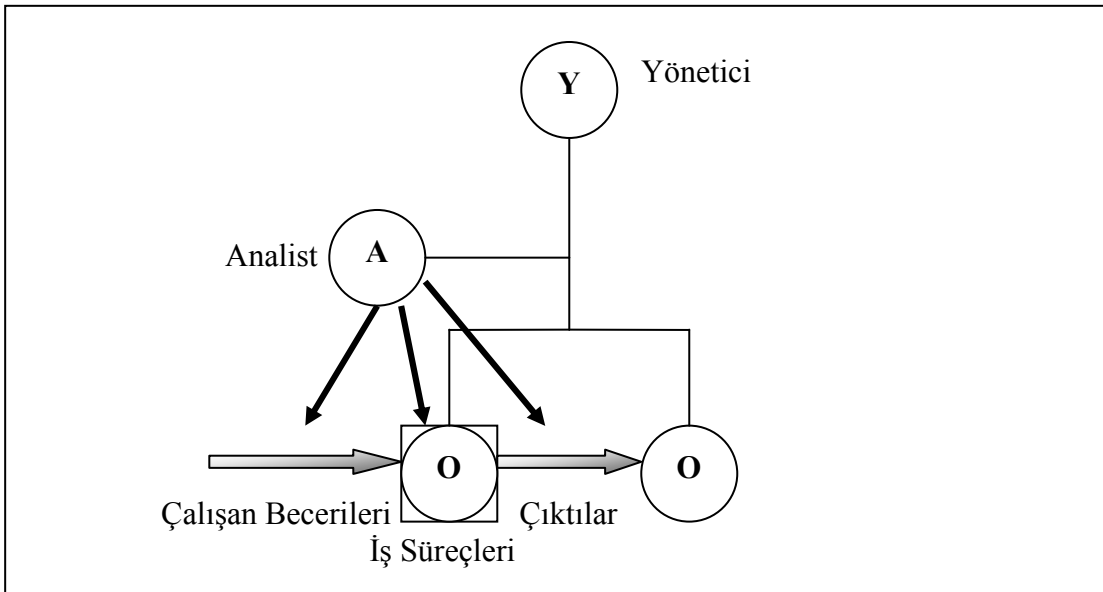 Y
Yönetici
Analist
A
O
O
Çalışan Becerileri
Çıktılar
İş Süreçleri